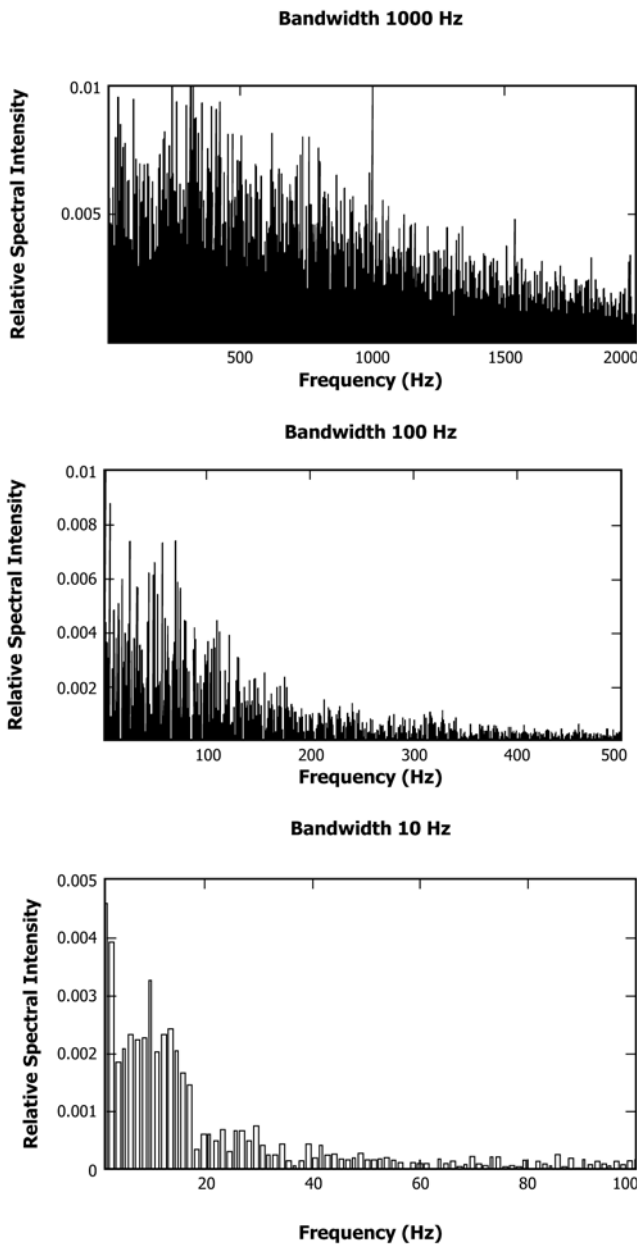 Bandwidth 1000 Hz
Relative Spectral Intensity
0.01
0.005
500 1000 1500 2000
Frequency (Hz)
Bandwidth 100 Hz
Relative Spectral Intensity
0.01
0.008
0.006
0.004
0.002
100 200 300 400 500
Frequency (Hz)
Bandwidth 10 Hz
Relative Spectral Intensity
0.005
0.004
0.003
0.002
0.001
0
20 40 60 80 100
Frequency (Hz)